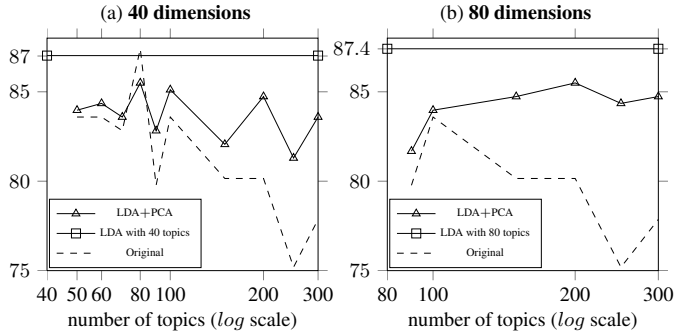 (a) 40 dimensions
87
85
80
75
LDA+PCA
LDA with 40 topics
Original
40 50 60 80 100 200 300
number of topics (log scale)
(b) 80 dimensions
87.4
85
80
75
LDA+PCA
LDA with 80 topics
Original
80 100 200 300
number of topics (log scale)